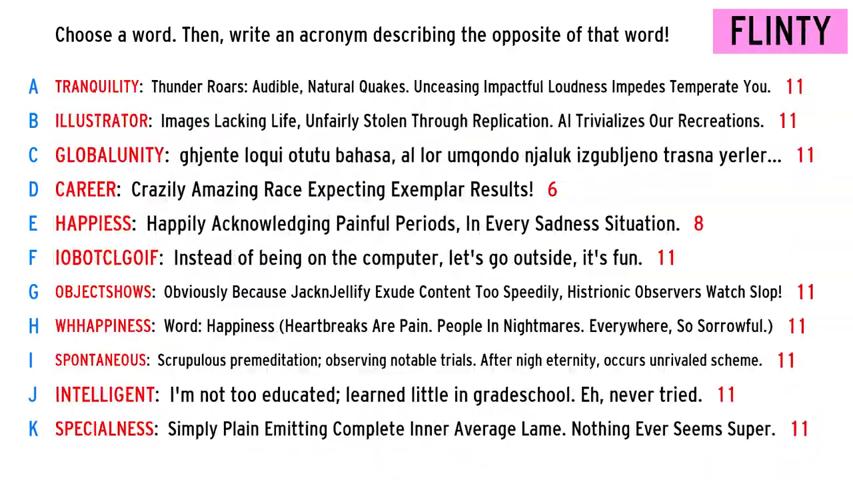 Choose a word. Then, write an acronym describing the opposite of that word!
FLINTY
A TRANQUILITY: Thunder Roars: Audible, Natural Quakes. Unceasing Impactful Loudness Impedes Temperate You. 11
B ILLUSTRATOR: Images Lacking Life, Unfairly Stolen Through Replication. AI Trivializes Our Recreations. 11
C GLOBALUNITY: ghjente loqui otutu bahasa, al lor umqondo njaluk izgubljeno trasna yerler... 11
D CAREER: Crazily Amazing Race Expecting Exemplar Results! 6
E HAPPIESS: Happily Acknowledging Painful Periods, In Every Sadness Situation. 8
F IOBOTCLGOIF: Instead of being on the computer, let's go outside, it's fun. 11
G OBJECTSHOWS: Obviously Because JacknJellify Exude Content Too Speedily, Histrionic Observers Watch Slop! 11
H WHHAPPINESS: Word: Happiness (Heartbreaks Are Pain. People In Nightmares. Everywhere, So Sorrowful.) 11
I SPONTANEOUS: Scrupulous premeditation; observing notable trials. After nigh eternity, occurs unrivaled scheme. 11
J INTELLIGENT: I'm not too educated; learned little in gradeschool. Eh, never tried. 11
K SPECIALNESS: Simply Plain Emitting Complete Inner Average Lame. Nothing Ever Seems Super. 11